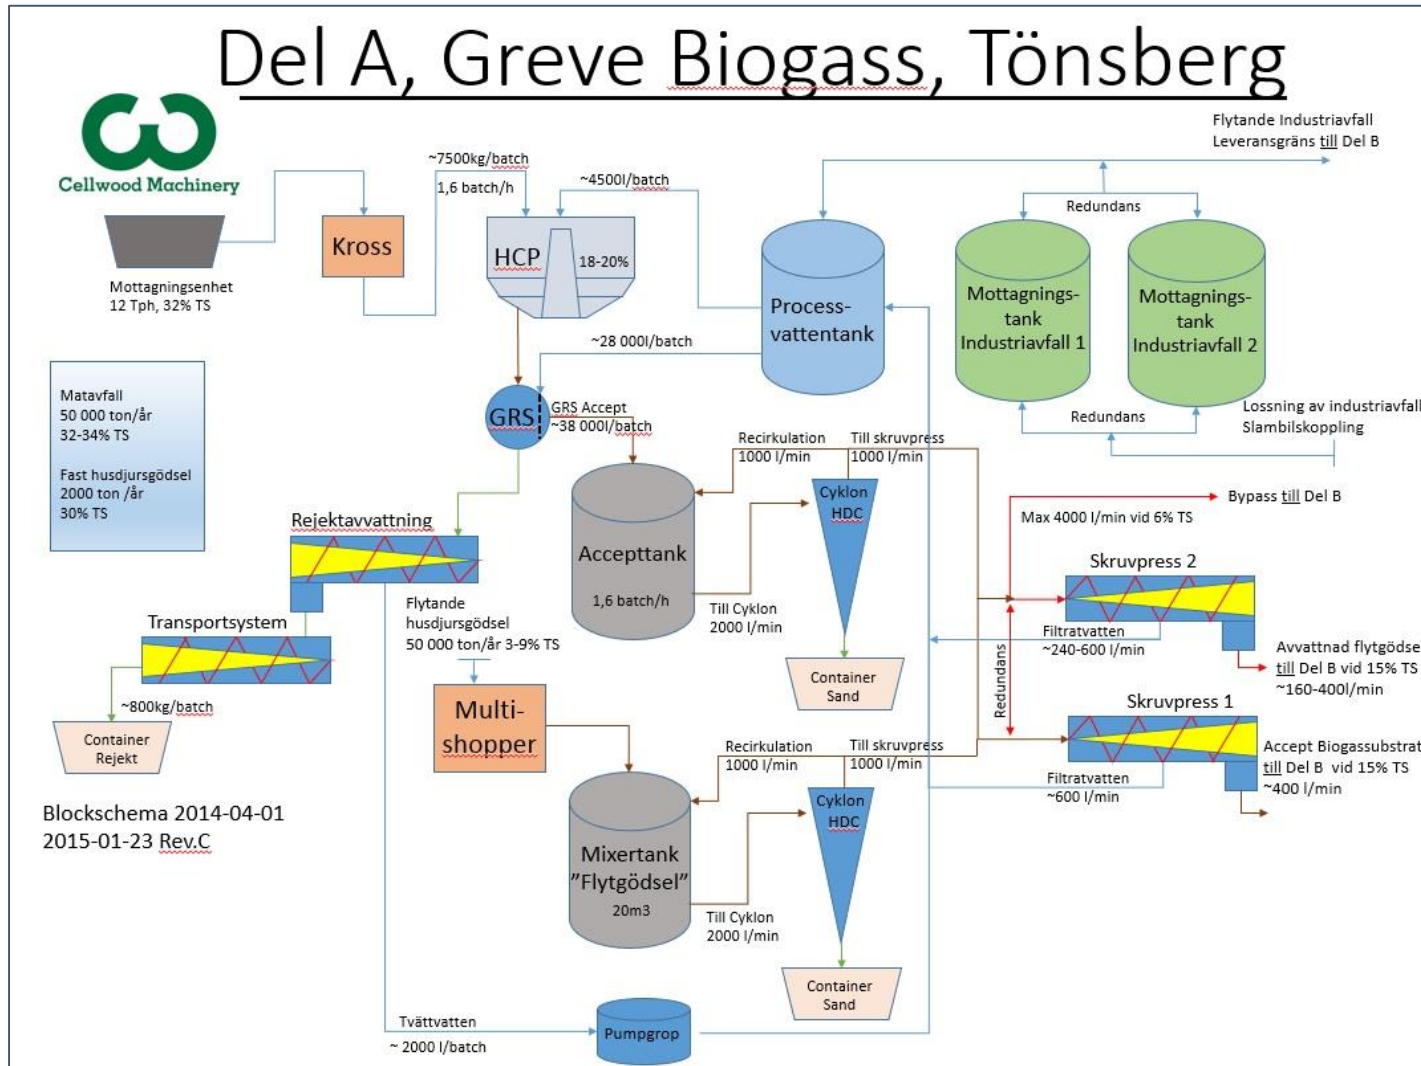 Del A, Greve Biogass, Tönsberg
Cellwood Machinery
Mottagningsenhet
12 Tph, 32% TS
Kross
~7500kg/batch
1,6 batch/h
HCP
18-20%
~4500l/batch
Process-
vattentank
~28 000l/batch
Flytande Industriavfall
Leveransgräns till Del B
Redundans
Mottagnings-
tank
Industriavfall 1
Mottagnings-
tank
Industriavfall 2
Redundans
Lossning av industriavfall
Slambilskoppling
Matavfall
50 000 ton/år
32-34% TS
Fast husdjursgödsel
2000 ton /år
30% TS
GRS
GRS Accept
~38 000l/batch
Recirkulation
1000 l/min
Till skruvpress
1000 l/min
Cyklon
HDC
Accepttank
1,6 batch/h
Till Cyklon
2000 l/min
Container
Sand
Bypass till Del B
Max 4000 l/min vid 6% TS
Skruvpress 2
Filtratvatten
~240-600 l/min
Avvattnad flytgödse
till Del B vid 15% TS
~160-400l/min
Redundans
Skruvpress 1
Filtratvatten
~600 l/min
Accept Biogassubstrat
till Del B vid 15% TS
~400 l/min
Rejektavvattning
Transportsystem
~800kg/batch
Container
Rejekt
Flytande
husdjursgödsel
50 000 ton/år 3-9% TS
Multi-
shopper
Recirkulation
1000 l/min
Till skruvpress
1000 l/min
Cyklon
HDC
Mixertank
”Flytgödsel”
20m3
Till Cyklon
2000 l/min
Container
Sand
Blockschema 2014-04-01
2015-01-23 Rev.C
Tvättvatten
~ 2000 l/batch
Pumpgrop